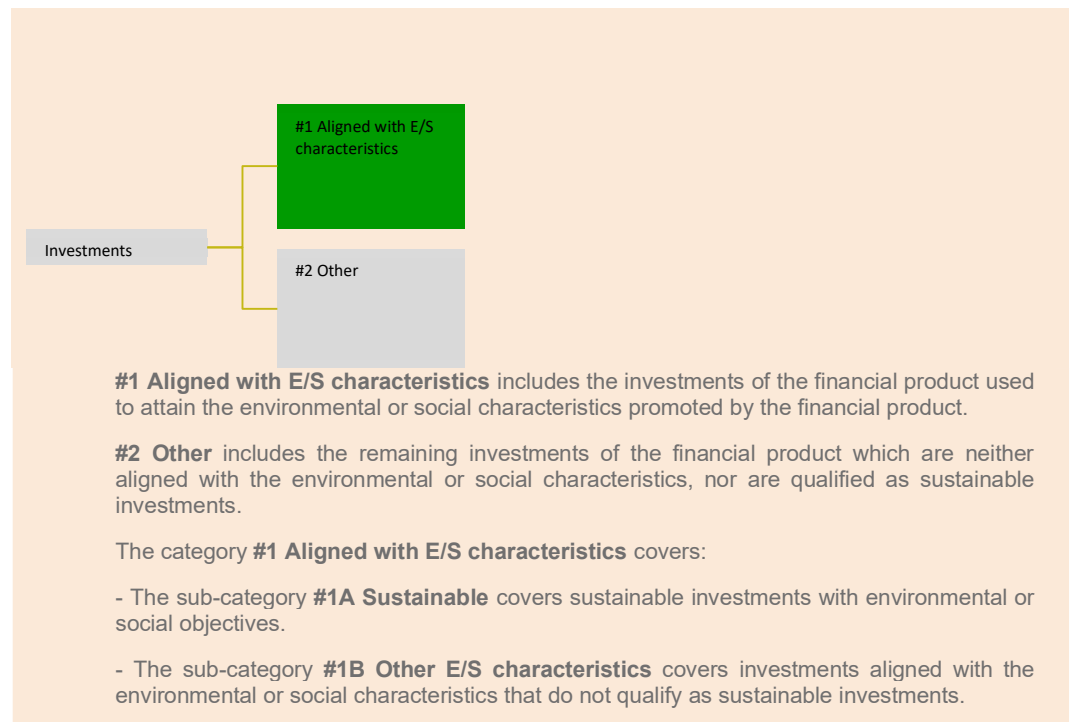 #1 Aligned with E/S
characteristics
Investments
#2 Other
#1 Aligned with E/S characteristics includes the investments of the financial product used
to attain the environmental or social characteristics promoted by the financial product.
#2 Other includes the remaining investments of the financial product which are neither
aligned with the environmental or social characteristics, nor are qualified as sustainable
investments.
The category #1 Aligned with E/S characteristics covers:
- The sub-category #1A Sustainable covers sustainable investments with environmental or
social objectives.
- The sub-category #1B Other E/S characteristics covers investments aligned with the
environmental or social characteristics that do not qualify as sustainable investments.